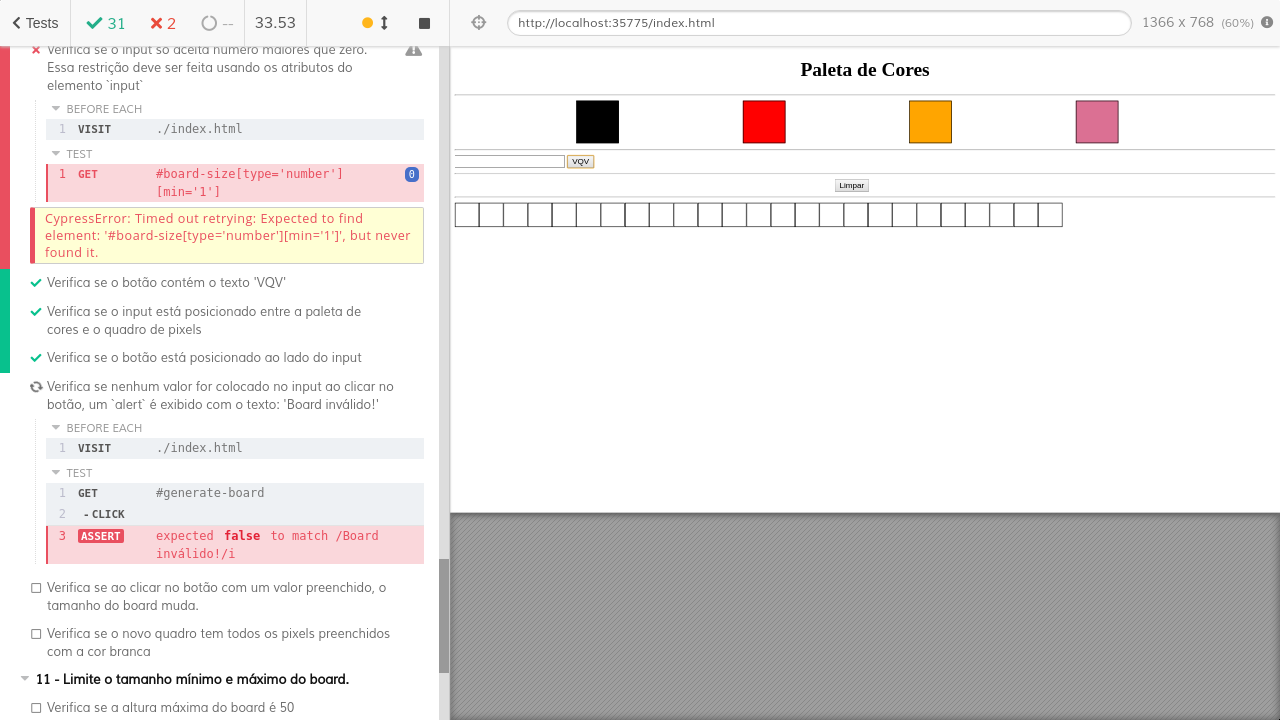 Tests 31 2 -- 33.53
http://localhost:35775/index.html 1366 x 768 (60%)
Verifica se o input só aceita número maiores que zero.
Essa restrição deve ser feita usando os atributos do
elemento `input`
BEFORE EACH
1 VISIT ./index.html
TEST
1 GET #board-size[type='number']
[min='1'] 0
CypressError: Timed out retrying: Expected to find
element: '#board-size[type='number'][min='1']', but never
found it.
Verifica se o botão contém o texto 'VQV'
Verifica se o input está posicionado entre a paleta de
cores e o quadro de pixels
Verifica se o botão está posicionado ao lado do input
Verifica se nenhum valor for colocado no input ao clicar no
botão, um `alert` é exibido com o texto: 'Board inválido!'
BEFORE EACH
1 VISIT ./index.html
TEST
1 GET #generate-board
2 - CLICK
3 ASSERT expected false to match /Board
inválido!/i
Verifica se ao clicar no botão com um valor preenchido, o
tamanho do board muda.
Verifica se o novo quadro tem todos os pixels preenchidos
com a cor branca
11 - Limite o tamanho mínimo e máximo do board.
Verifica se a altura máxima do board é 50
Paleta de Cores
VQV
Limpar